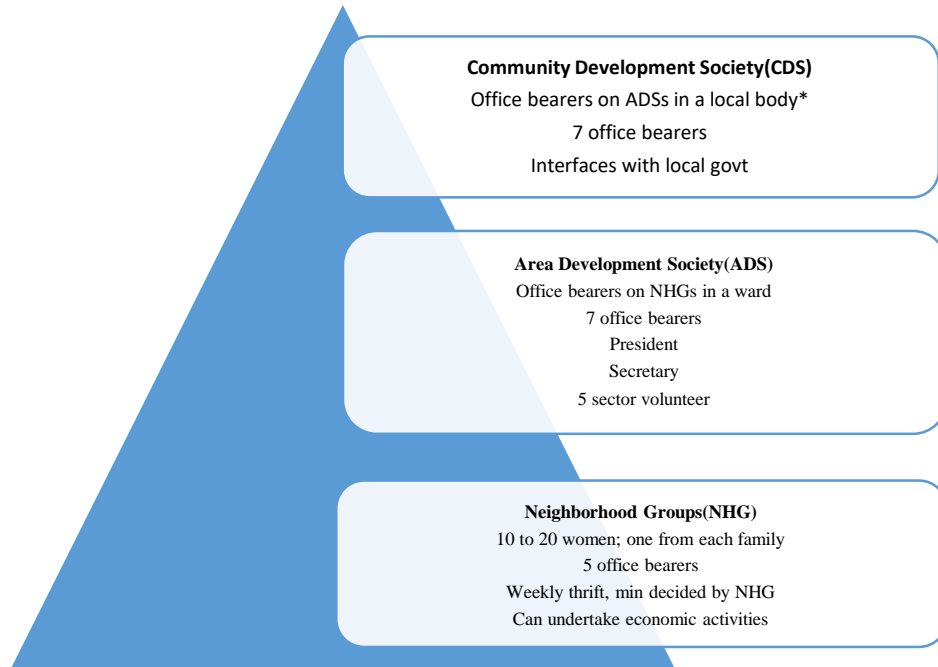 Community Development Society(CDS)
Office bearers on ADSs in a local body*
7 office bearers
Interfaces with local govt
Area Development Society(ADS)
Office bearers on NHGs in a ward
7 office bearers
President
Secretary
5 sector volunteer
Neighborhood Groups(NHG)
10 to 20 women; one from each family
5 office bearers
Weekly thrift, min decided by NHG
Can undertake economic activities